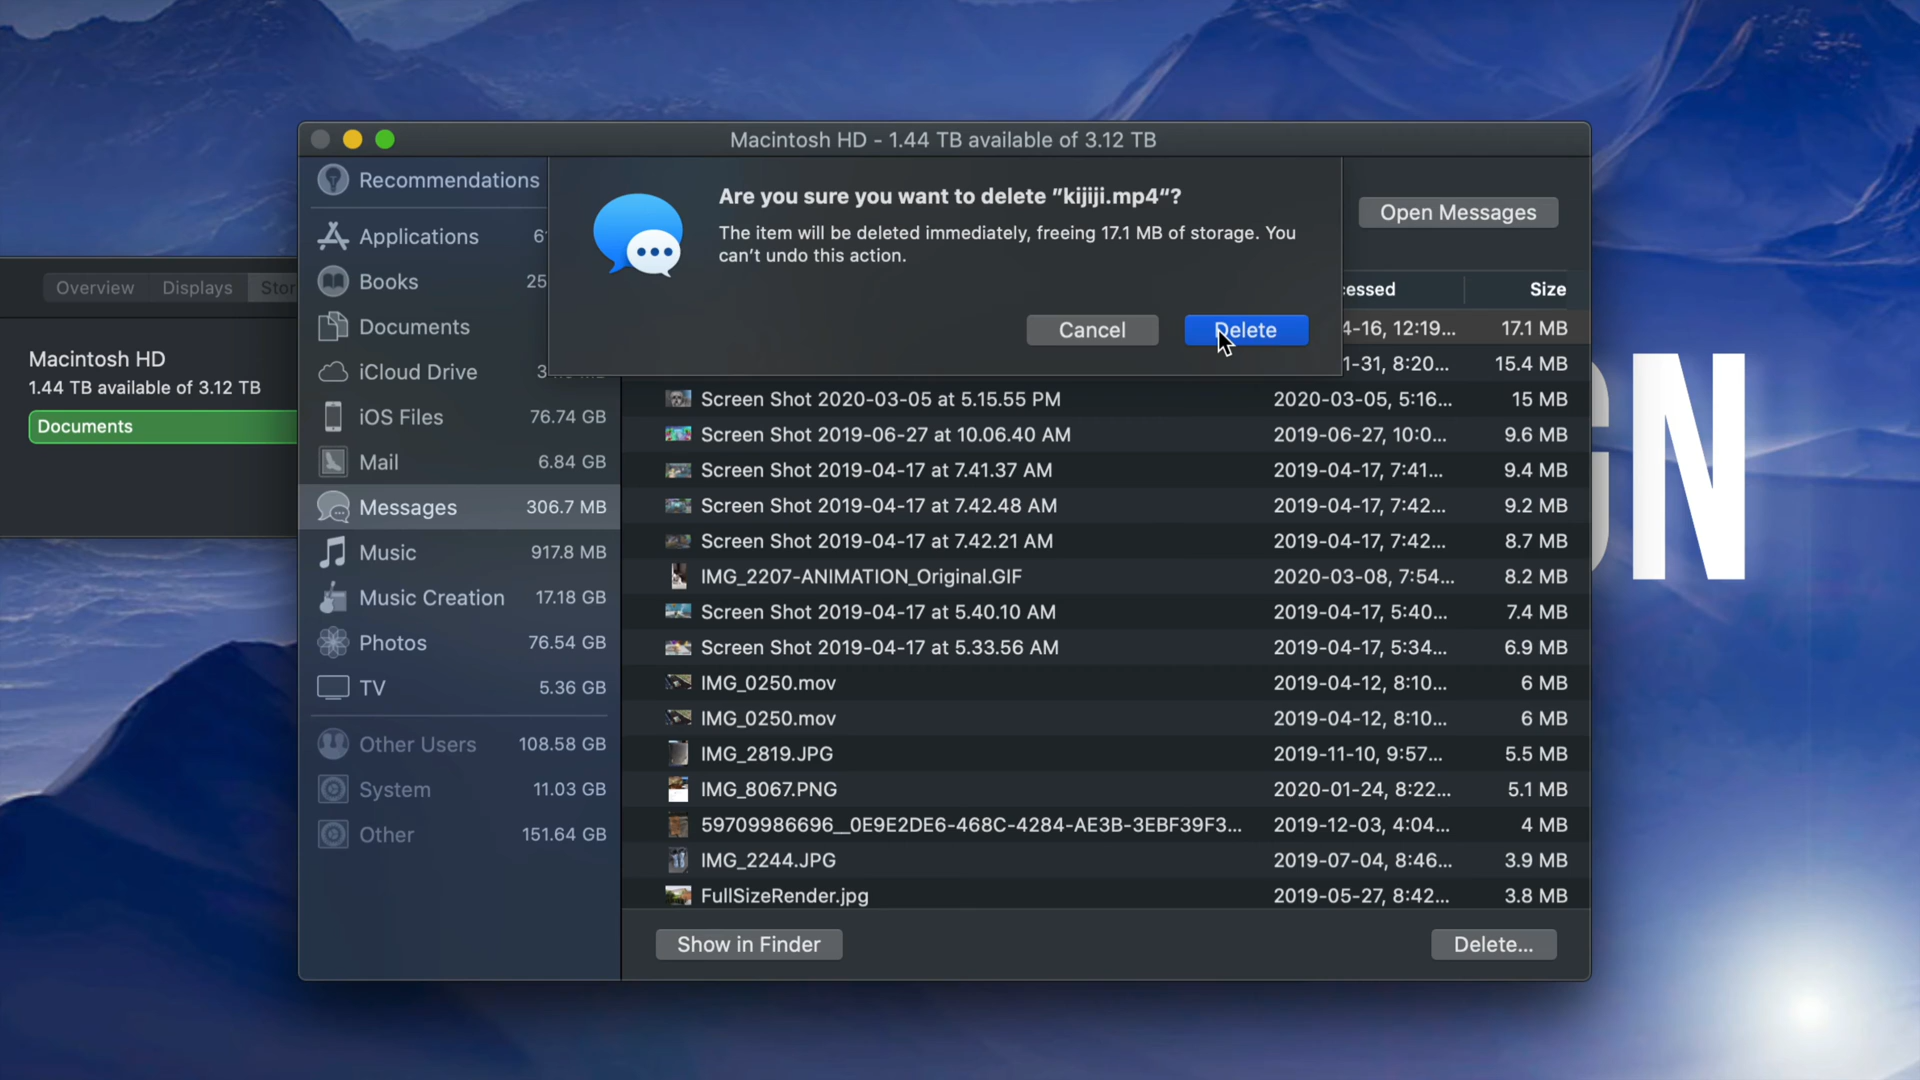 Macintosh HD - 1.44 TB available of 3.12 TB
Recommendations
Are you sure you want to delete "kijiji.mp4"?
The item will be deleted immediately, freeing 17.1 MB of storage. You
can't undo this action.
Cancel
Delete
Open Messages
Applications
Books
Documents
iCloud Drive
iOS Files 76.74 GB
Mail 6.84 GB
Messages 306.7 MB
Music 917.8 MB
Music Creation 17.18 GB
Photos 76.54 GB
TV 5.36 GB
Other Users 108.58 GB
System 11.03 GB
Other 151.64 GB
Overview Displays
Macintosh HD
1.44 TB available of 3.12 TB
Documents
Size
4-16, 12:19... 17.1 MB
1-31, 8:20... 15.4 MB
Screen Shot 2020-03-05 at 5.15.55 PM 2020-03-05, 5:16... 15 MB
Screen Shot 2019-06-27 at 10.06.40 AM 2019-06-27, 10:0... 9.6 MB
Screen Shot 2019-04-17 at 7.41.37 AM 2019-04-17, 7:41... 9.4 MB
Screen Shot 2019-04-17 at 7.42.48 AM 2019-04-17, 7:42... 9.2 MB
Screen Shot 2019-04-17 at 7.42.21 AM 2019-04-17, 7:42... 8.7 MB
IMG_2207-ANIMATION_Original.GIF 2020-03-08, 7:54... 8.2 MB
Screen Shot 2019-04-17 at 5.40.10 AM 2019-04-17, 5:40... 7.4 MB
Screen Shot 2019-04-17 at 5.33.56 AM 2019-04-17, 5:34... 6.9 MB
IMG_0250.mov 2019-04-12, 8:10... 6 MB
IMG_0250.mov 2019-04-12, 8:10... 6 MB
IMG_2819.JPG 2019-11-10, 9:57... 5.5 MB
IMG_8067.PNG 2020-01-24, 8:22... 5.1 MB
59709986696__0E9E2DE6-468C-4284-AE3B-3EBF39F3... 2019-12-03, 4:04... 4 MB
IMG_2244.JPG 2019-07-04, 8:46... 3.9 MB
FullSizeRender.jpg 2019-05-27, 8:42... 3.8 MB
Show in Finder
Delete...